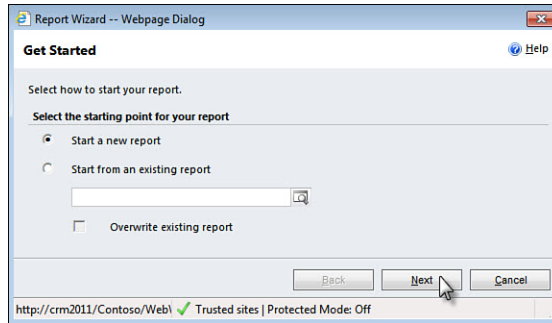 Report Wizard -- Webpage Dialog
Get Started
Help
Select how to start your report.
Select the starting point for your report
Start a new report
Start from an existing report
Overwrite existing report
Back Next Cancel
http://crm2011/Contoso/Web\ Trusted sites | Protected Mode: Off